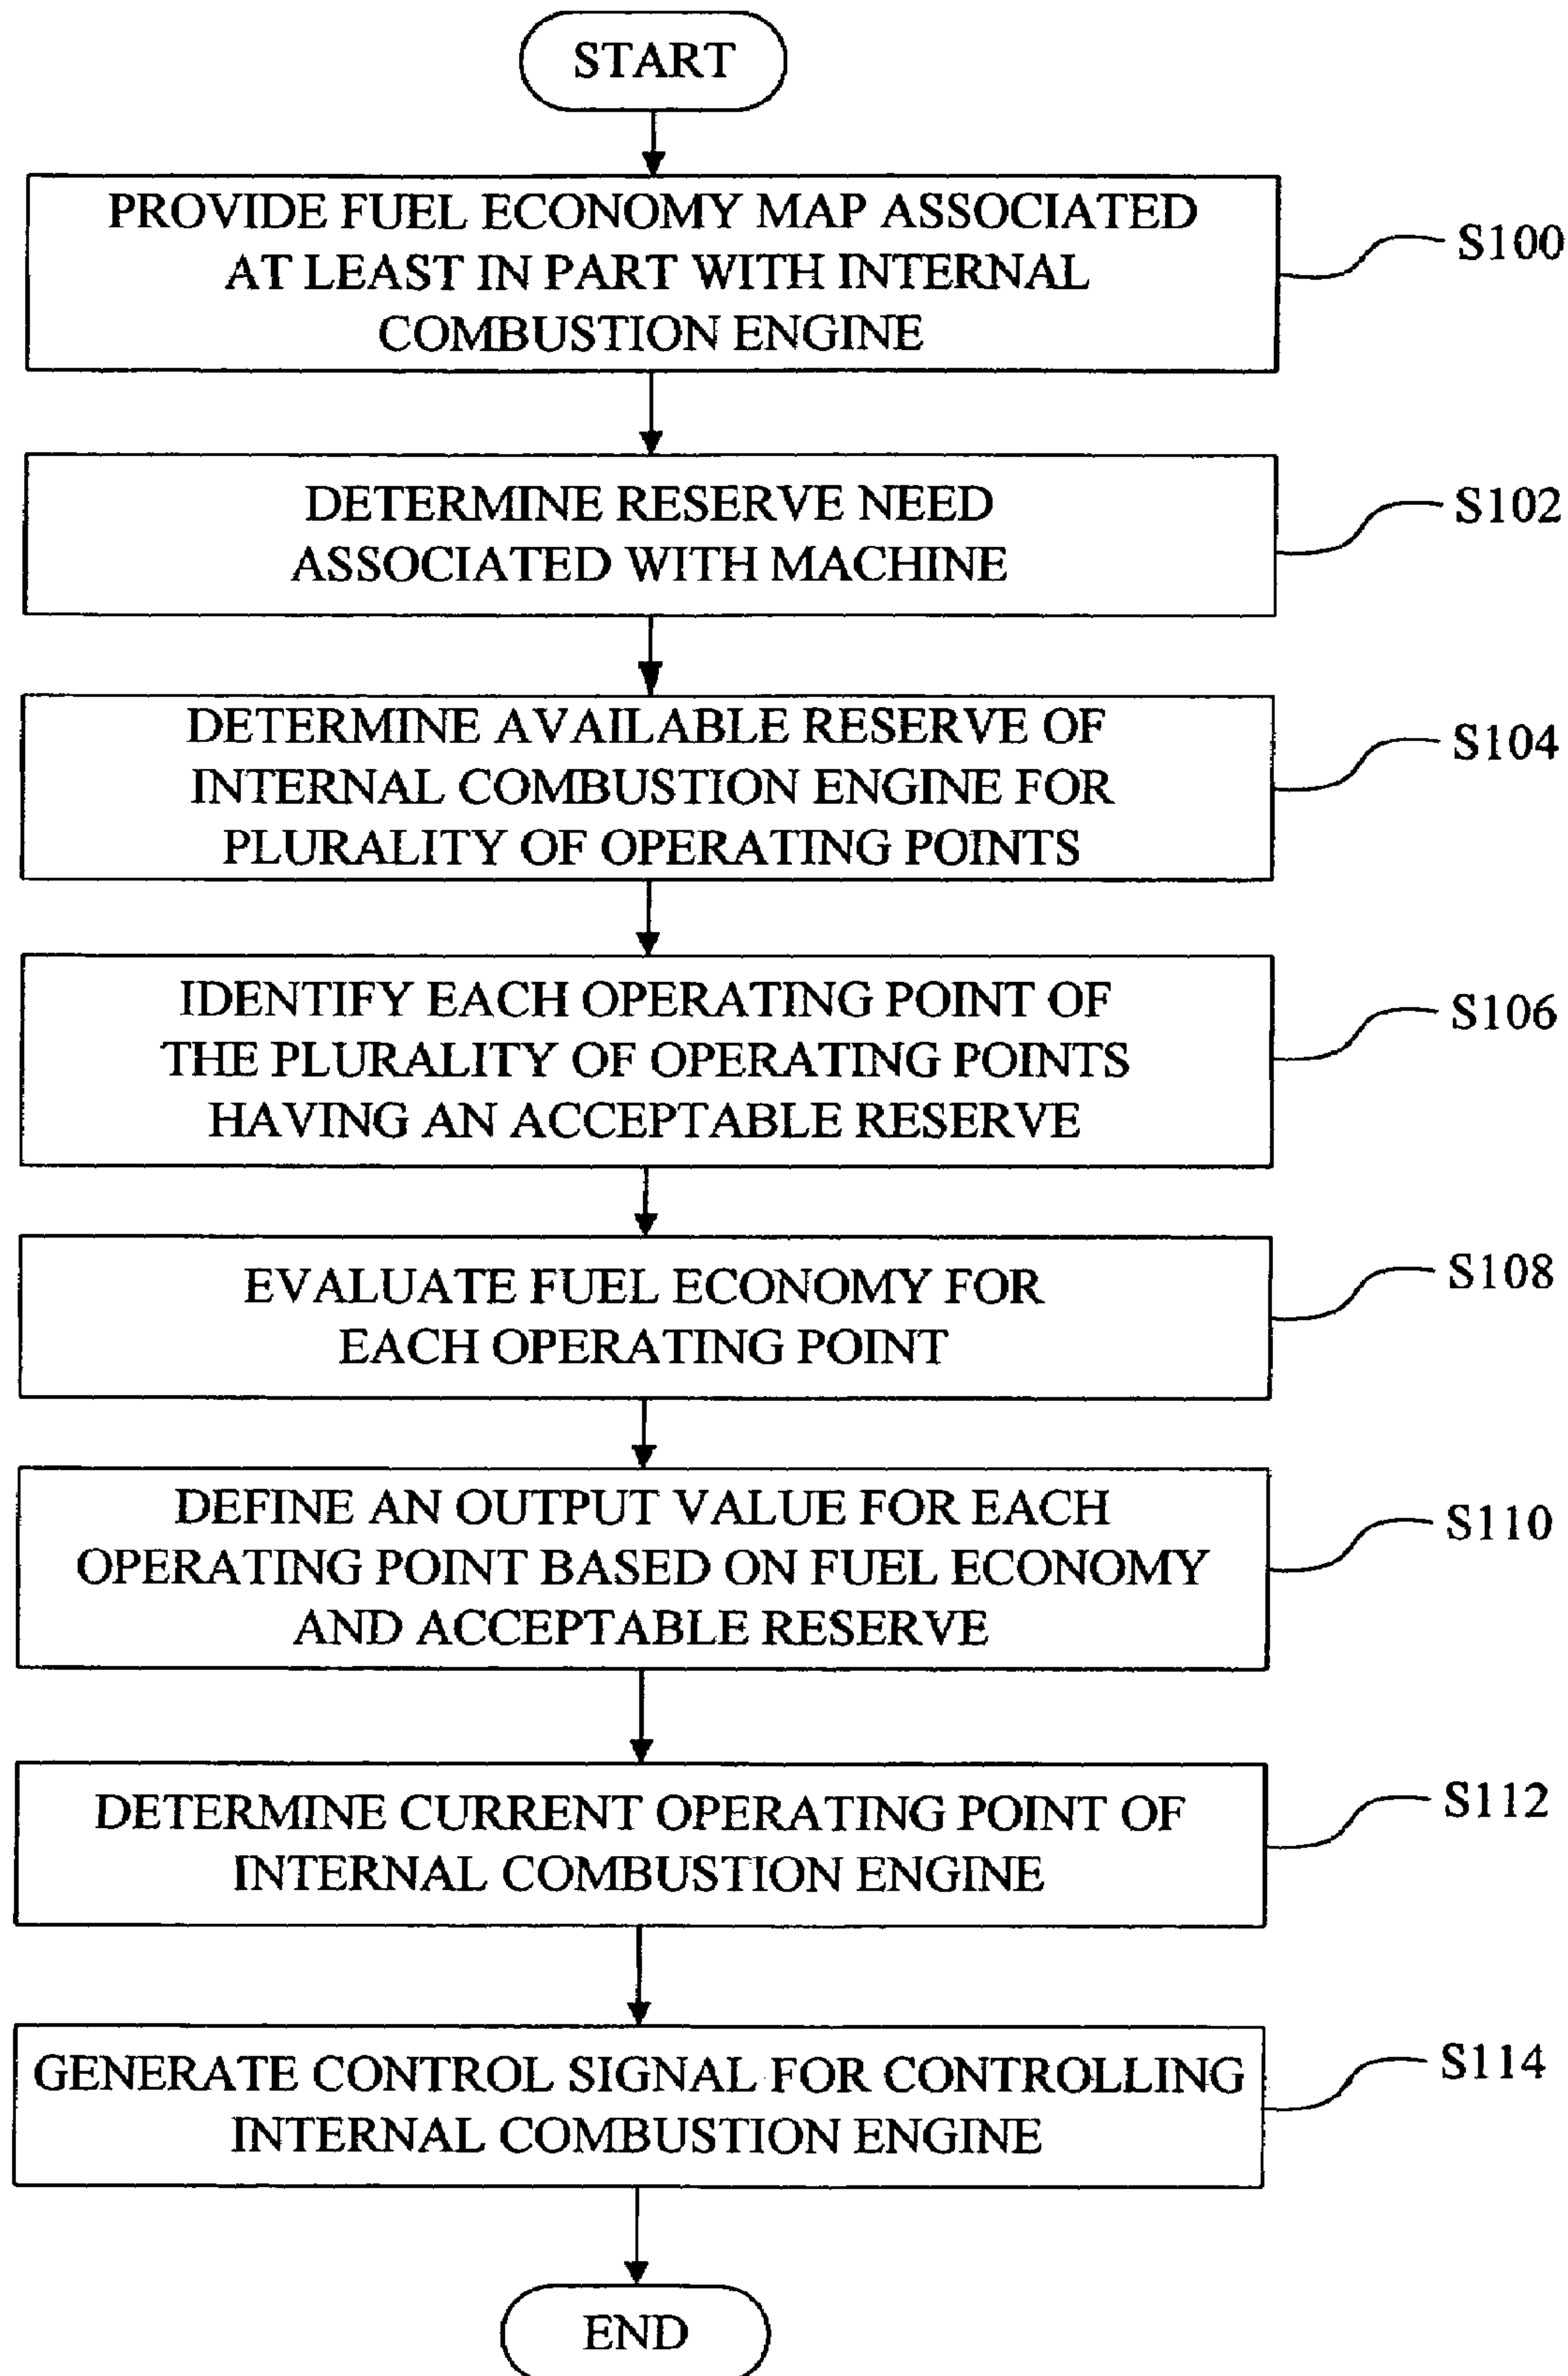 START
PROVIDE FUEL ECONOMY MAP ASSOCIATED
AT LEAST IN PART WITH INTERNAL
COMBUSTION ENGINE
S100
DETERMINE RESERVE NEED
ASSOCIATED WITH MACHINE
S102
DETERMINE AVAILABLE RESERVE OF
INTERNAL COMBUSTION ENGINE FOR
PLURALITY OF OPERATING POINTS
S104
IDENTIFY EACH OPERATING POINT OF
THE PLURALITY OF OPERATING POINTS
HAVING AN ACCEPTABLE RESERVE
S106
EVALUATE FUEL ECONOMY FOR
EACH OPERATING POINT
S108
DEFINE AN OUTPUT VALUE FOR EACH
OPERATING POINT BASED ON FUEL ECONOMY
AND ACCEPTABLE RESERVE
S110
DETERMINE CURRENT OPERATING POINT OF
INTERNAL COMBUSTION ENGINE
S112
GENERATE CONTROL SIGNAL FOR CONTROLLING
INTERNAL COMBUSTION ENGINE
S114
END